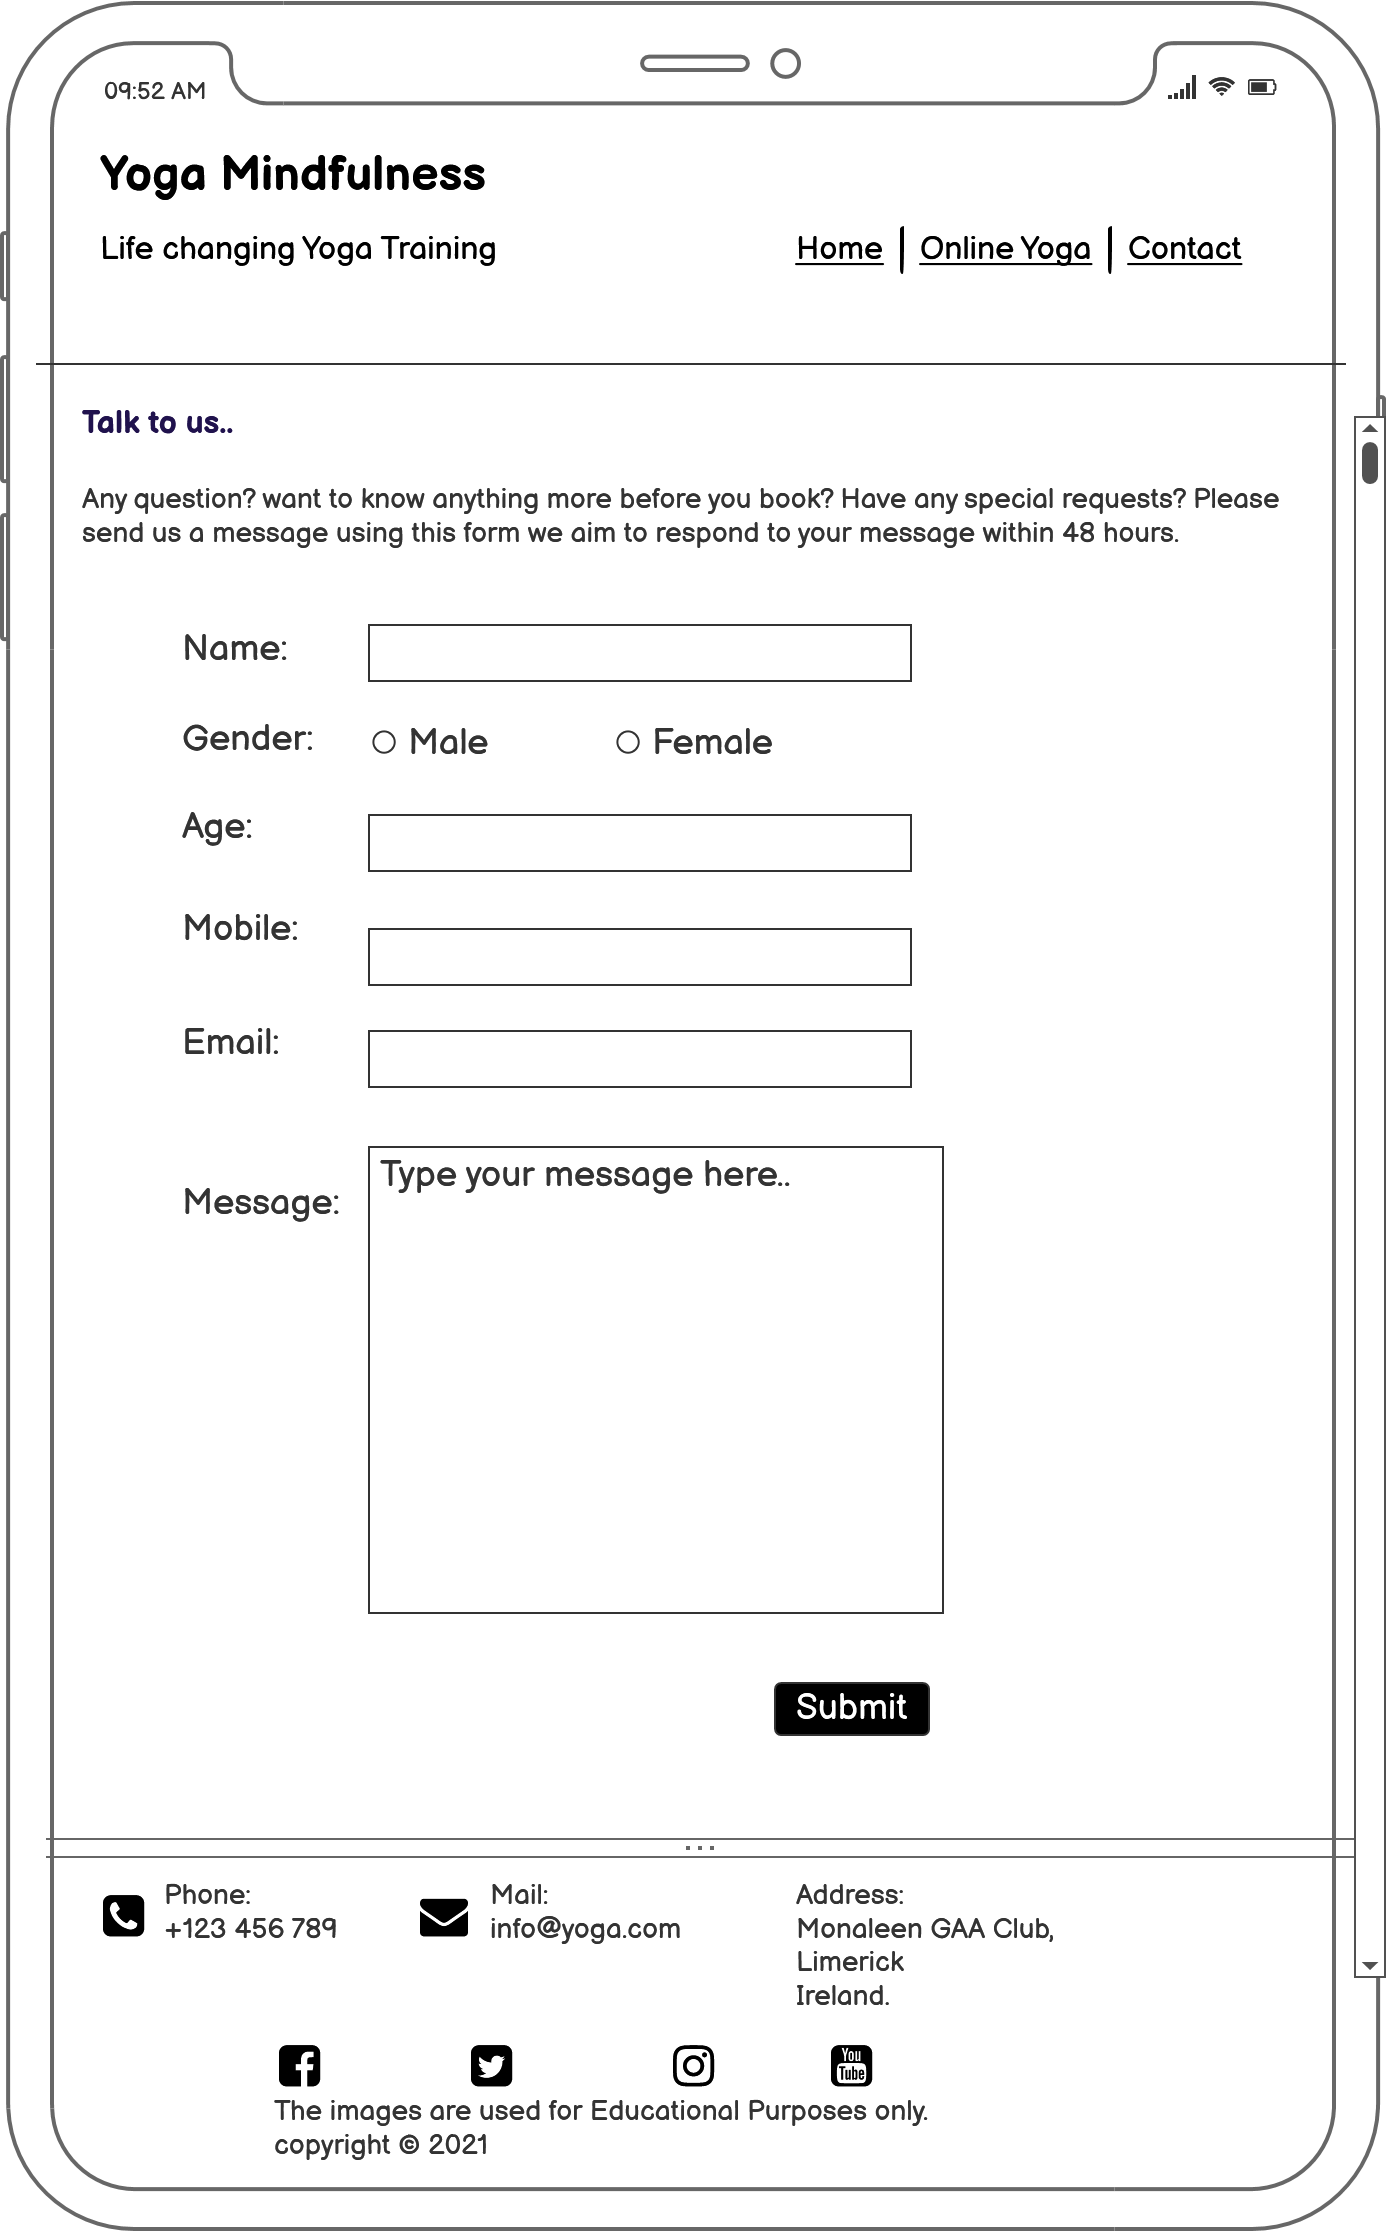 09:52 AM
Yoga Mindfulness
Life changing Yoga Training
Home | Online Yoga | Contact
Talk to us..
Any question? want to know anything more before you book? Have any special requests? Please
send us a message using this form we aim to respond to your message within 48 hours.
Name:
Gender: Male Female
Age:
Mobile:
Email:
Message:
Type your message here..
Submit
Phone:
+123 456 789
Mail:
info@yoga.com
Address:
Monaleen GAA Club,
Limerick
Ireland.
You
Tube
The images are used for Educational Purposes only.
copyright © 2021